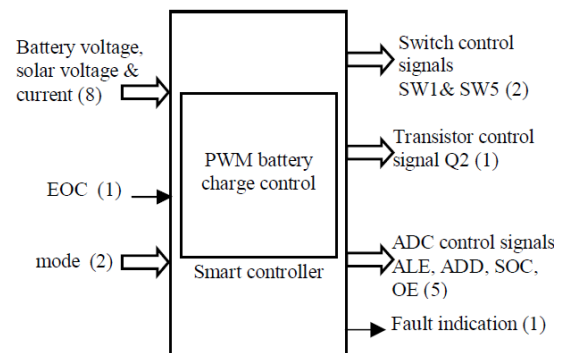 Battery voltage,
solar voltage &
current (8)
EOC (1)
mode (2)
PWM battery
charge control
Smart controller
Switch control
signals
SW1& SW5 (2)
Transistor control
signal Q2 (1)
ADC control signals
ALE, ADD, SOC,
OE (5)
Fault indication (1)